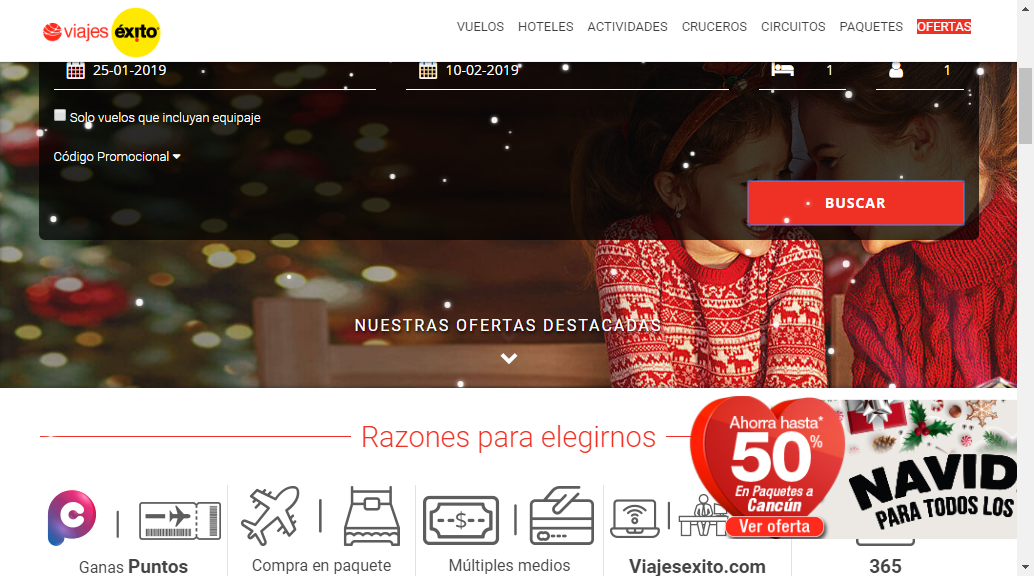 viajes éxito
VUELOS HOTELES ACTIVIDADES CRUCEROS CIRCUITOS PAQUETES OFERTAS
25-01-2019 10-02-2019 1 1
Solo vuelos que incluyan equipaje
Código Promocional
BUSCAR
NUESTRAS OFERTAS DESTACADAS
Razones para elegirnos
Ahorra hasta*
50%
En Paquetes a
Cancún
Ver oferta
NAVID
PARA TODOS LOS
C
$
Ganas Puntos
Compra en paquete
Múltiples medios
Viajesexito.com
365